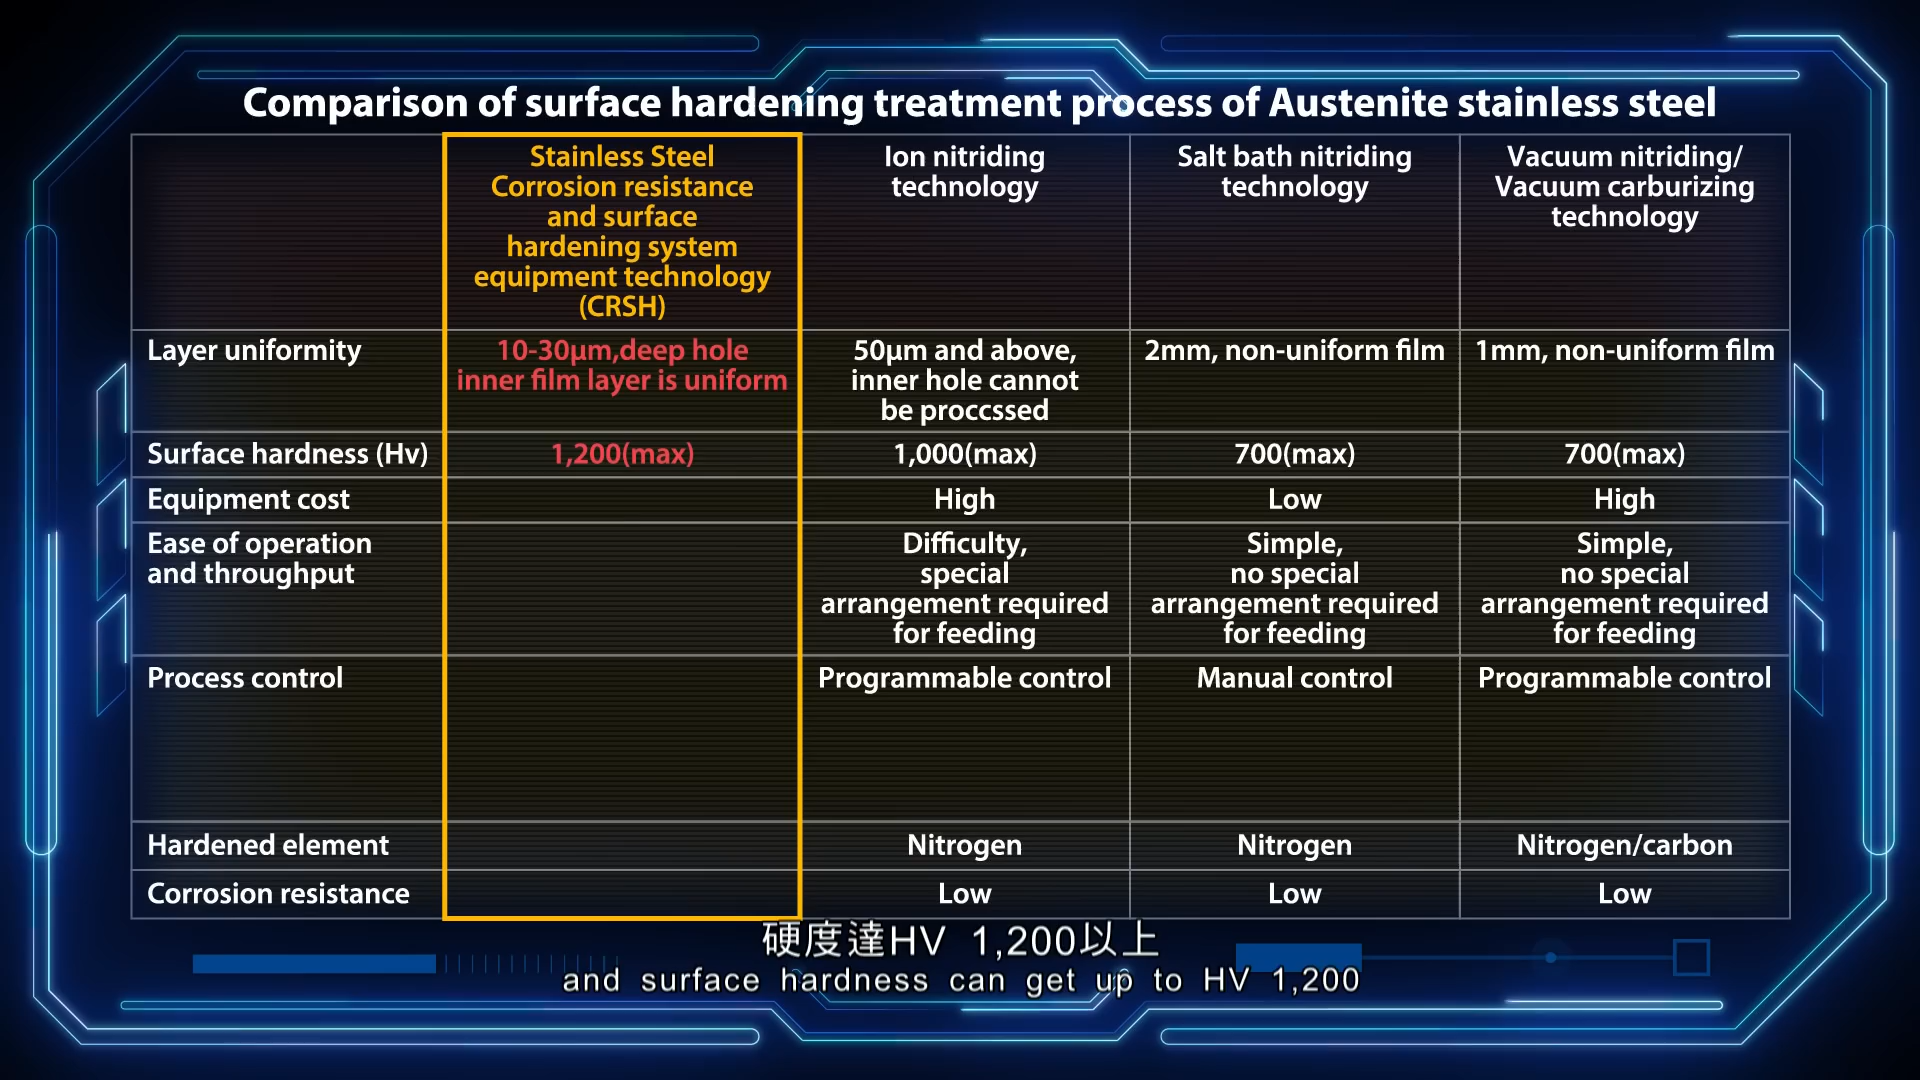 Comparison of surface hardening treatment process of Austenite stainless steel
Stainless Steel
Corrosion resistance
and surface
hardening system
equipment technology
(CRSH)
Ion nitriding
technology
Salt bath nitriding
technology
Vacuum nitriding/
Vacuum carburizing
technology
Layer uniformity
10-30μm,deep hole
inner film layer is uniform
50μm and above,
inner hole cannot
be proccssed
2mm, non-uniform film
1mm, non-uniform film
Surface hardness (Hv)
1,200(max)
1,000(max)
700(max)
700(max)
Equipment cost
High
Low
High
Ease of operation
and throughput
Difficulty,
special
arrangement required
for feeding
Simple,
no special
arrangement required
for feeding
Simple,
no special
arrangement required
for feeding
Process control
Programmable control
Manual control
Programmable control
Hardened element
Nitrogen
Nitrogen
Nitrogen/carbon
Corrosion resistance
Low
Low
Low
硬度達HV 1,200以上
and surface hardness can get up to HV 1,200